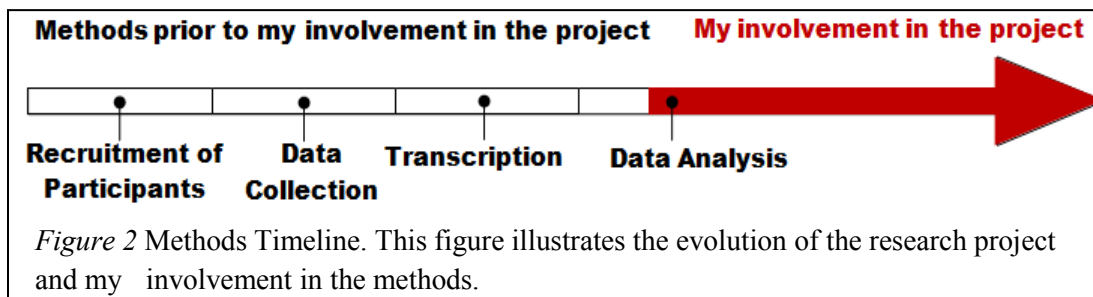 Methods prior to my involvement in the project
My involvement in the project
Recruitment of
Participants
Data
Collection
Transcription
Data Analysis
Figure 2 Methods Timeline. This figure illustrates the evolution of the research project
and my involvement in the methods.